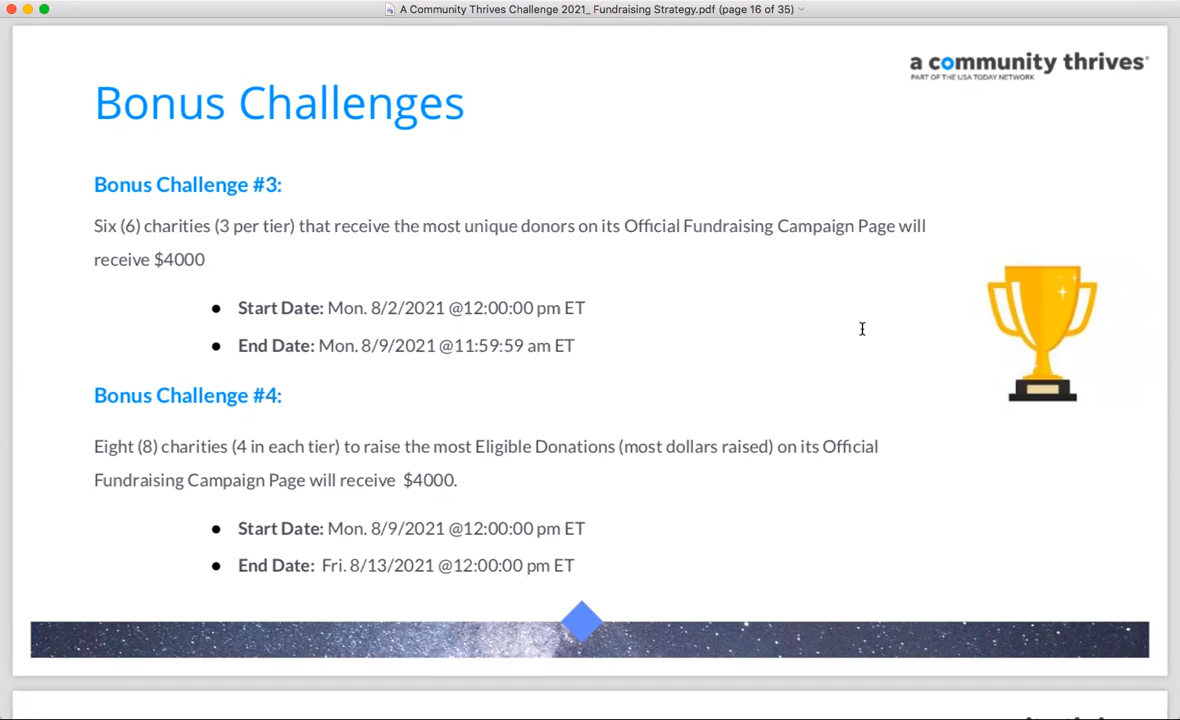 A Community Thrives Challenge 2021_ Fundraising Strategy.pdf (page 16 of 35)
a community thrives
PART OF THE USA TODAY NETWORK
Bonus Challenges
Bonus Challenge #3:
Six (6) charities (3 per tier) that receive the most unique donors on its Official Fundraising Campaign Page will
receive $4000
● Start Date: Mon. 8/2/2021 @12:00:00 pm ET
● End Date: Mon. 8/9/2021 @11:59:59 am ET
Bonus Challenge #4:
Eight (8) charities (4 in each tier) to raise the most Eligible Donations (most dollars raised) on its Official
Fundraising Campaign Page will receive  $4000.
● Start Date: Mon. 8/9/2021 @12:00:00 pm ET
● End Date:  Fri. 8/13/2021 @12:00:00 pm ET